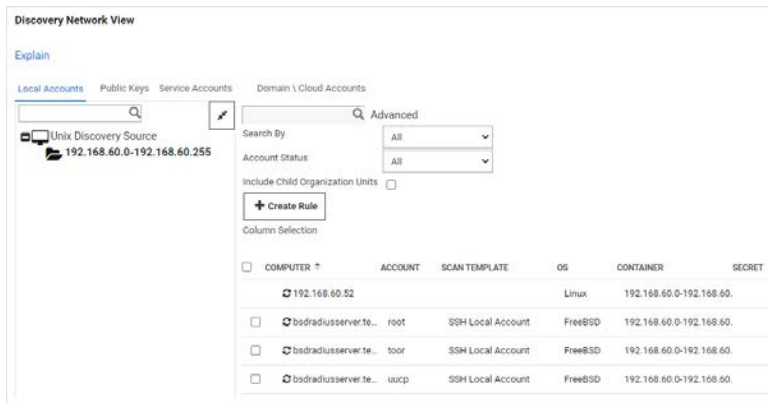 Discovery Network View
Explain
Local Accounts Public Keys Service Accounts Domain \ Cloud Accounts
Advanced
Unix Discovery Source
192.168.60.0-192.168.60.255
Search By All
Account Status All
Include Child Organization Units
+ Create Rule
Column Selection
COMPUTER ACCOUNT SCAN TEMPLATE OS CONTAINER SECRET
192.168.60.52 Linux 192.168.60.0-192.168.60.
bsdradiusserver.te... root SSH Local Account FreeBSD 192.168.60.0-192.168.60.
bsdradiusserver.te... toor SSH Local Account FreeBSD 192.168.60.0-192.168.60.
bsdradiusserver.te... uucp SSH Local Account FreeBSD 192.168.60.0-192.168.60.